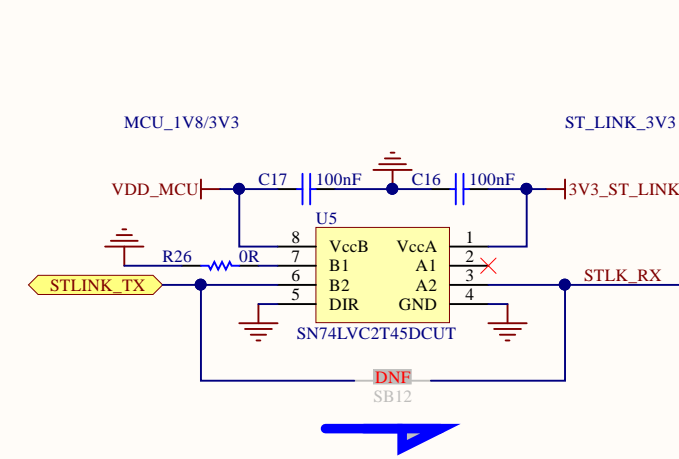 MCU_1V8/3V3 ST_LINK_3V3
C17 100nF C16 100nF
VDD_MCU 3V3_ST_LINK
U5
8 VccB VccA 1
R26 0R 7 B1 A1 2
STLINK_TX 6 B2 A2 3 STLK_RX
5 DIR GND 4
SN74LVC2T45DCUT
DNF
SB12